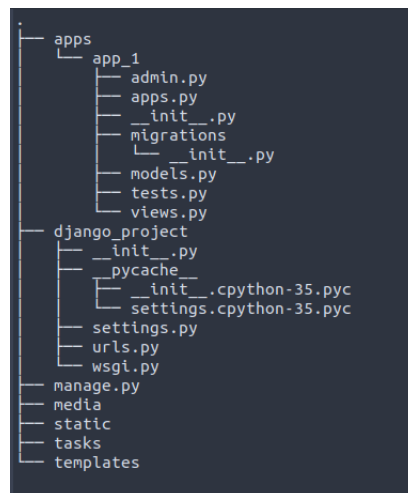 .
├── apps
│   └── app_1
│       ├── admin.py
│       ├── apps.py
│       ├── __init__.py
│       ├── migrations
│       │   └── __init__.py
│       ├── models.py
│       ├── tests.py
│       └── views.py
├── django_project
│   ├── __init__.py
│   ├── __pycache__
│   │   ├── __init__.cpython-35.pyc
│   │   └── settings.cpython-35.pyc
│   ├── settings.py
│   ├── urls.py
│   └── wsgi.py
├── manage.py
├── media
├── static
├── tasks
└── templates